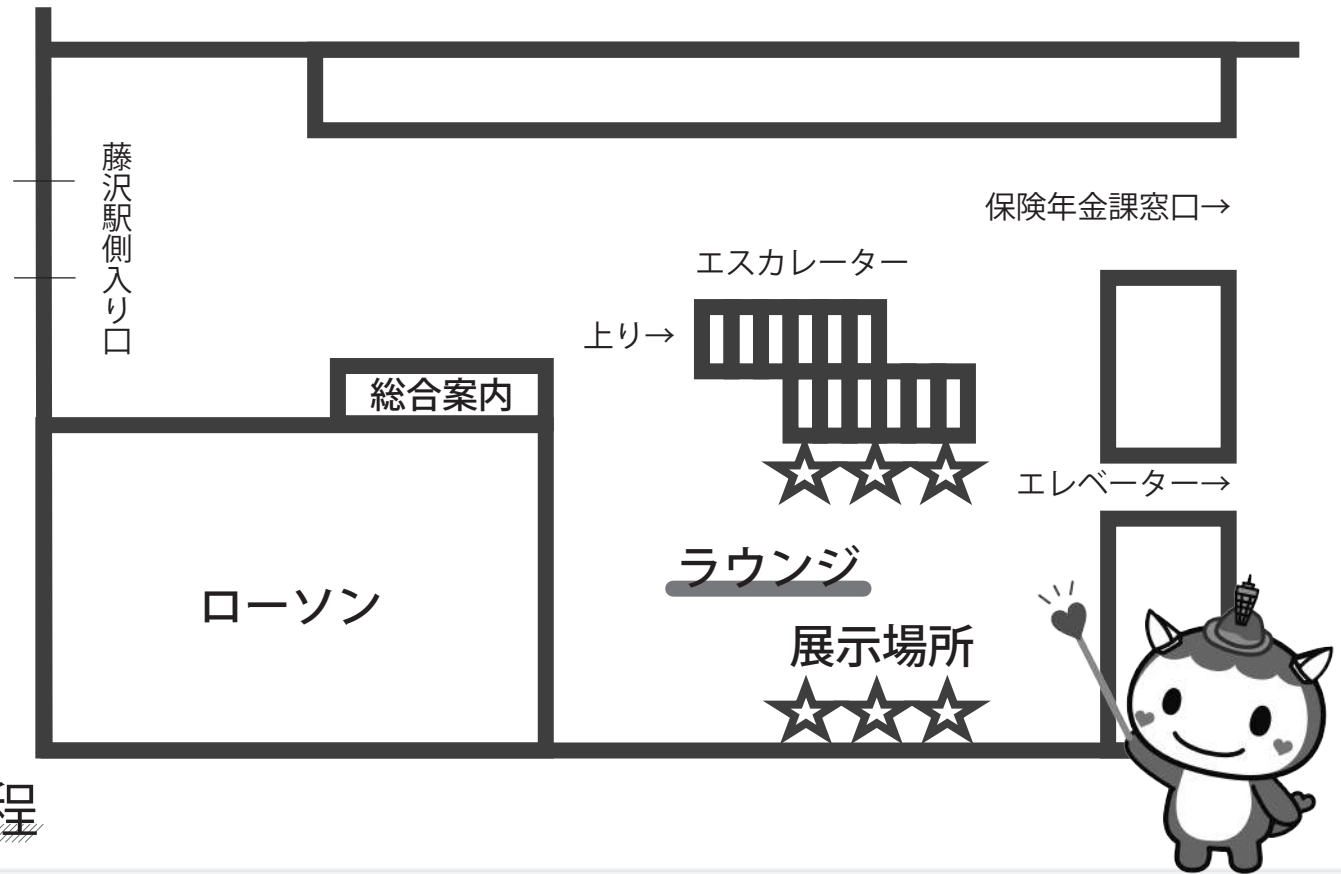 藤沢駅側入り口
保険年金課窓口→
エスカレーター
上り→
総合案内
エレベーター→
ローソン
ラウンジ
展示場所
程